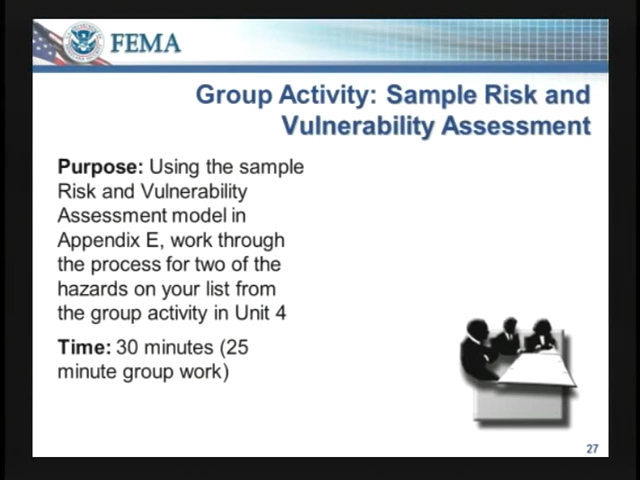 FEMA
Group Activity: Sample Risk and
Vulnerability Assessment
Purpose: Using the sample
Risk and Vulnerability
Assessment model in
Appendix E, work through
the process for two of the
hazards on your list from
the group activity in Unit 4
Time: 30 minutes (25
minute group work)
27